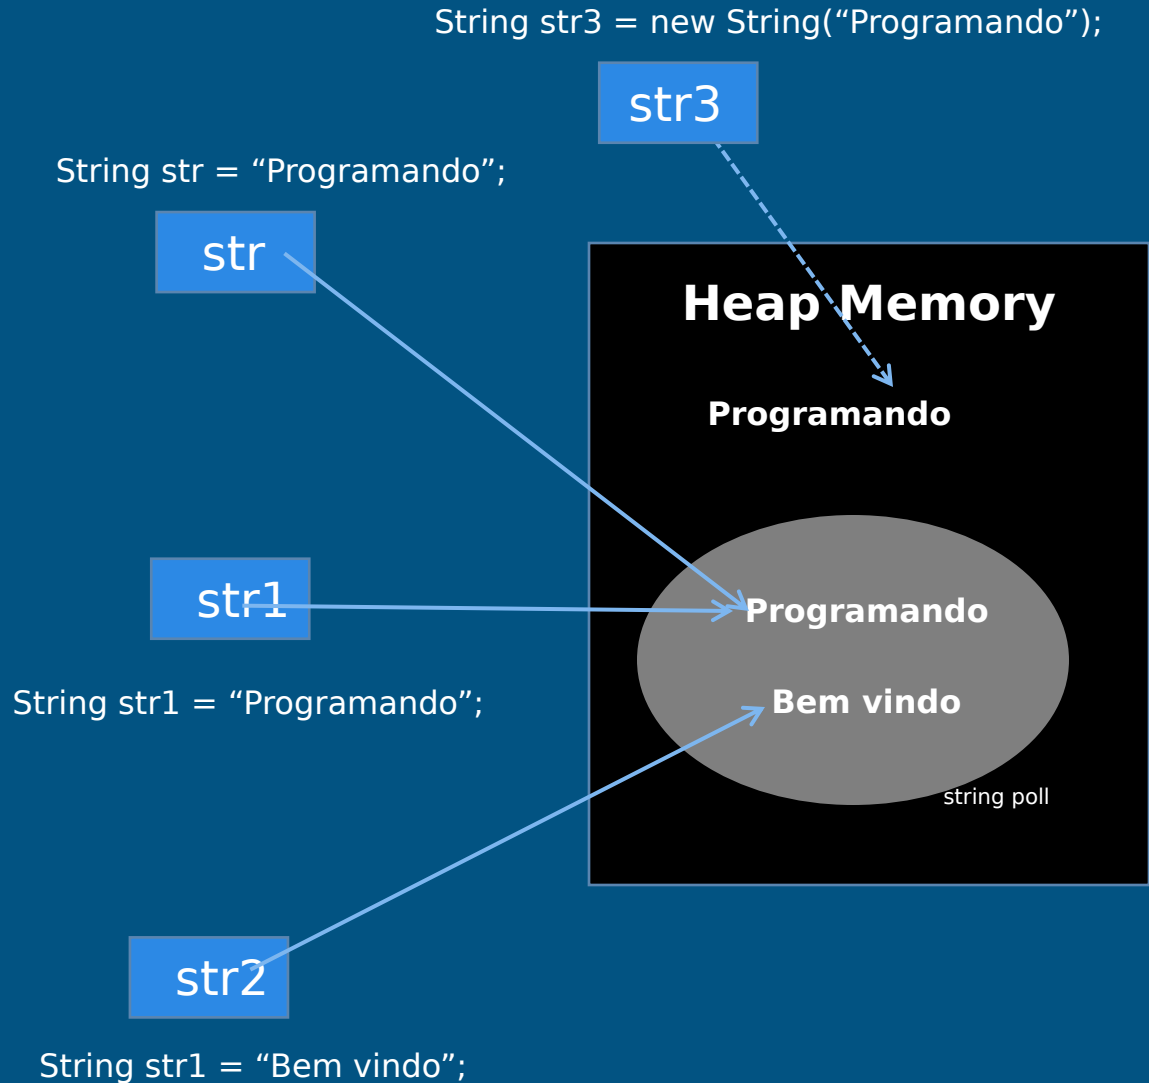 String str3 = new String(“Programando”);
str3
String str = “Programando”;
str
Heap Memory
Programando
str1
Programando
String str1 = “Programando”;
Bem vindo
string poll
str2
String str1 = “Bem vindo”;